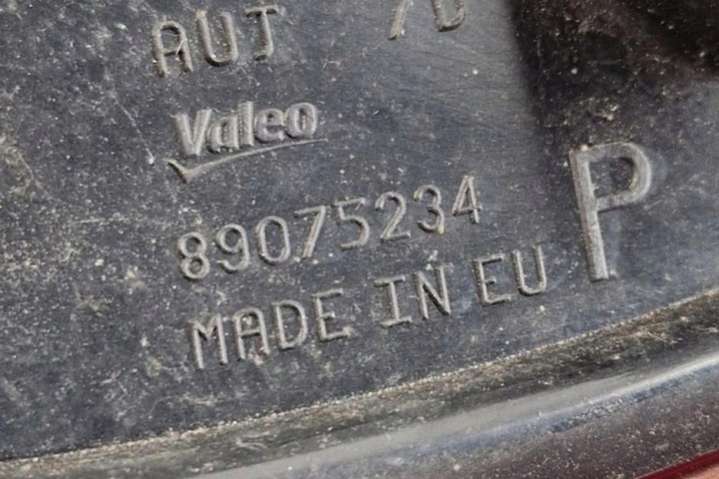 AUT
Valeo
89075234
P
MADE IN EU